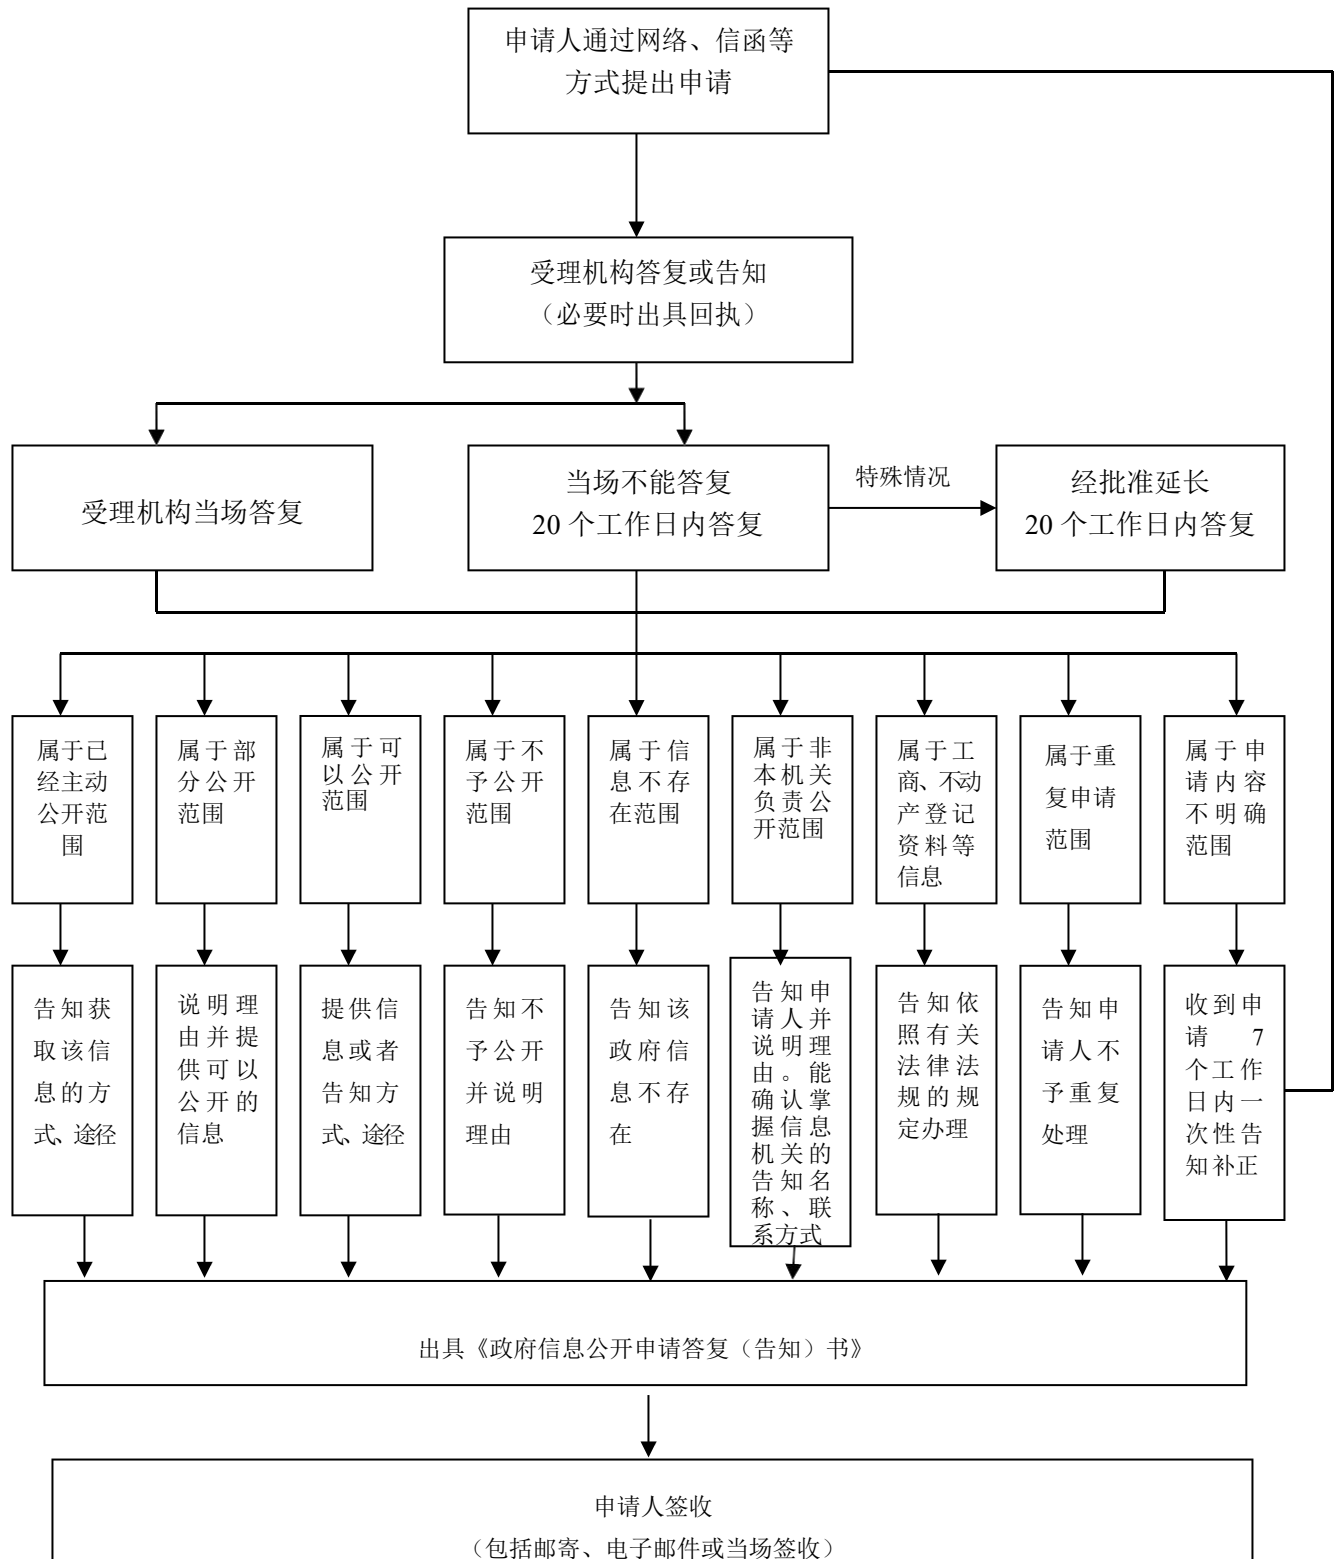 申请人通过网络、信函等
方式提出申请
受理机构答复或告知
（必要时出具回执）
受理机构当场答复
当场不能答复
20 个工作日内答复
特殊情况
经批准延长
20 个工作日内答复
属于已
经主动
公开范
围
属于部
分公开
范围
属于可
以公开
范围
属于不
予公开
范围
属于信
息不存
在范围
属于非
本机关
负责公
开范围
属于工
商、不动
产登记
资料等
信息
属于重
复申请
范围
属于申
请内容
不明确
范围
告知获
取该信
息的方
式、途径
说明理
由并提
供可以
公开的
信息
提供信
息或者
告知方
式、途径
告知不
予公开
并说明
理由
告知该
政府信
息不存
在
告知申
请人并
说明理
由。能
确认掌
握信息
机关的
告知名
称、联
系方式
告知依
照有关
法律法
规的规
定办理
告知申
请人不
予重复
处理
收到申
请 7
个工作
日内一
次性告
知补正
出具《政府信息公开申请答复（告知）书》
申请人签收
（包括邮寄、电子邮件或当场签收）